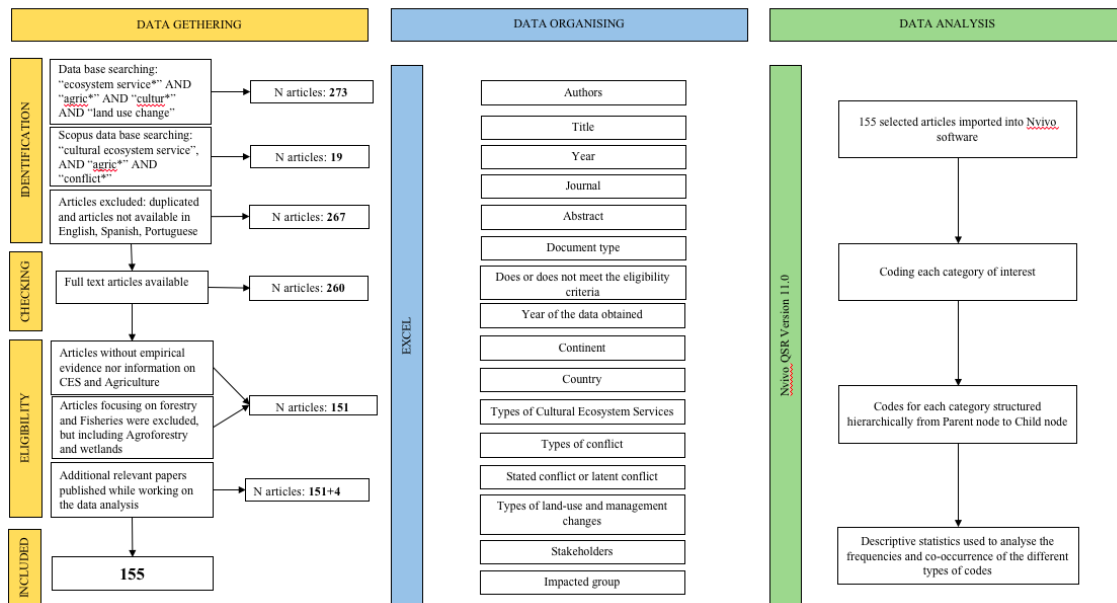 DATA GETHERING
IDENTIFICATION
Data base searching:
“ecosystem service*” AND
“agric*” AND “cultur*”
AND “land use change”
N articles: 273
Scopus data base searching:
“cultural ecosystem service”,
AND “agric*” AND
“conflict*”
N articles: 19
Articles excluded: duplicated
and articles not available in
English, Spanish, Portuguese
N articles: 267
CHECKING
Full text articles available
N articles: 260
ELIGIBILITY
Articles without empirical
evidence nor information on
CES and Agriculture
Articles focusing on forestry
and Fisheries were excluded,
but including Agroforestry
and wetlands
N articles: 151
Additional relevant papers
published while working on
the data analysis
N articles: 151+4
INCLUDED
155
DATA ORGANISING
EXCEL
Authors
Title
Year
Journal
Abstract
Document type
Does or does not meet the eligibility
criteria
Year of the data obtained
Continent
Country
Types of Cultural Ecosystem Services
Types of conflict
Stated conflict or latent conflict
Types of land-use and management
changes
Stakeholders
Impacted group
DATA ANALYSIS
Nvivo QSR Version 11.0
155 selected articles imported into Nvivo
software
Coding each category of interest
Codes for each category structured
hierarchically from Parent node to Child node
Descriptive statistics used to analyse the
frequencies and co-occurrence of the different
types of codes